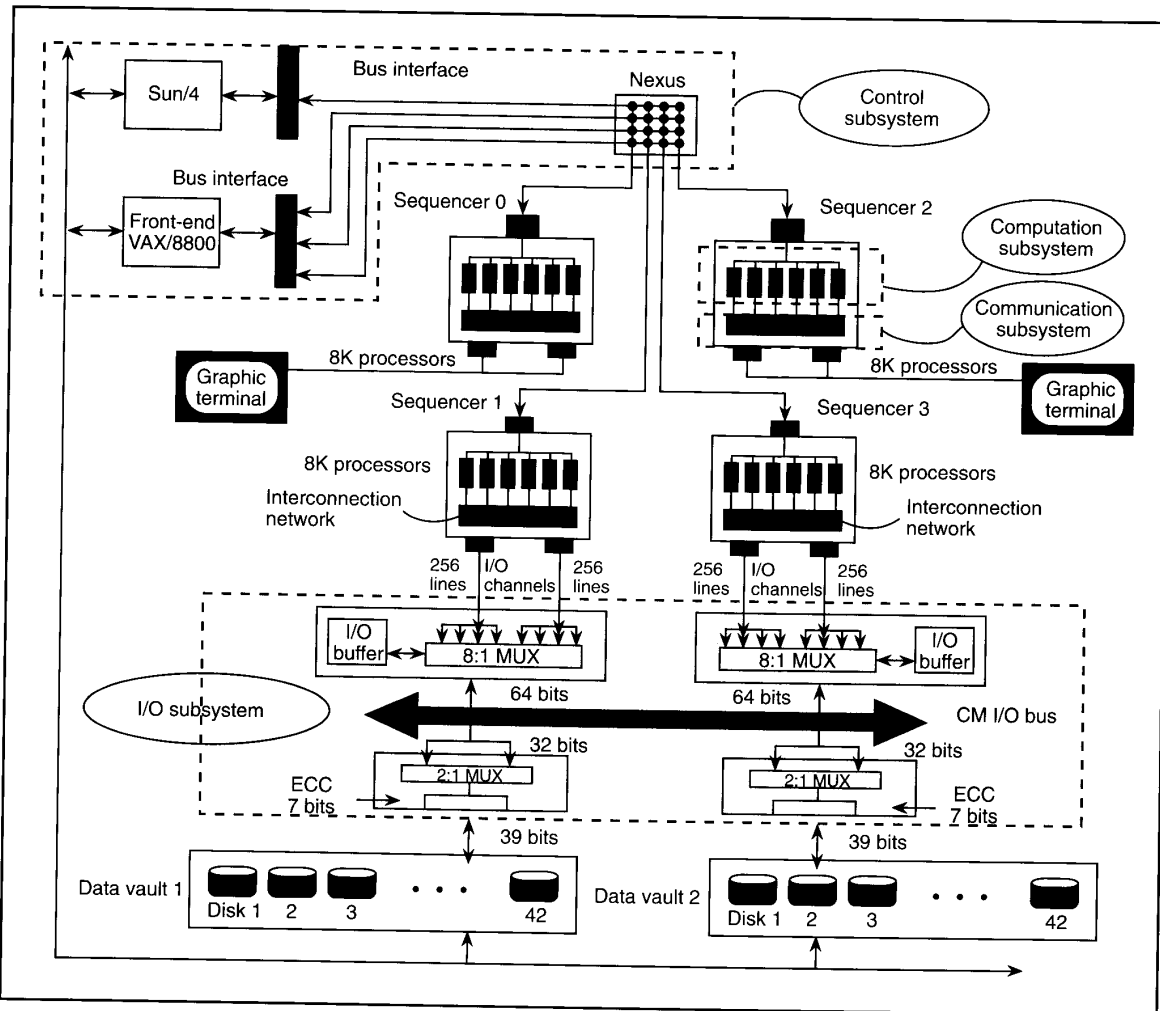 Bus interface
Nexus
Sun/4
Control
subsystem
Bus interface
Front-end
VAX/8800
Sequencer 0
Sequencer 2
Computation
subsystem
Communication
subsystem
8K processors
8K processors
Graphic
terminal
Graphic
terminal
Sequencer 1
Sequencer 3
8K processors
8K processors
Interconnection
network
Interconnection
network
256
lines
I/O
channels
256
lines
256
lines
I/O
channels
256
lines
I/O
buffer
8:1 MUX
8:1 MUX
I/O
buffer
64 bits
64 bits
I/O subsystem
CM I/O bus
32 bits
32 bits
2:1 MUX
2:1 MUX
ECC
7 bits
ECC
7 bits
39 bits
39 bits
Data vault 1
Disk 1
2
3
. . .
42
Data vault 2
Disk 1
2
3
. . .
42